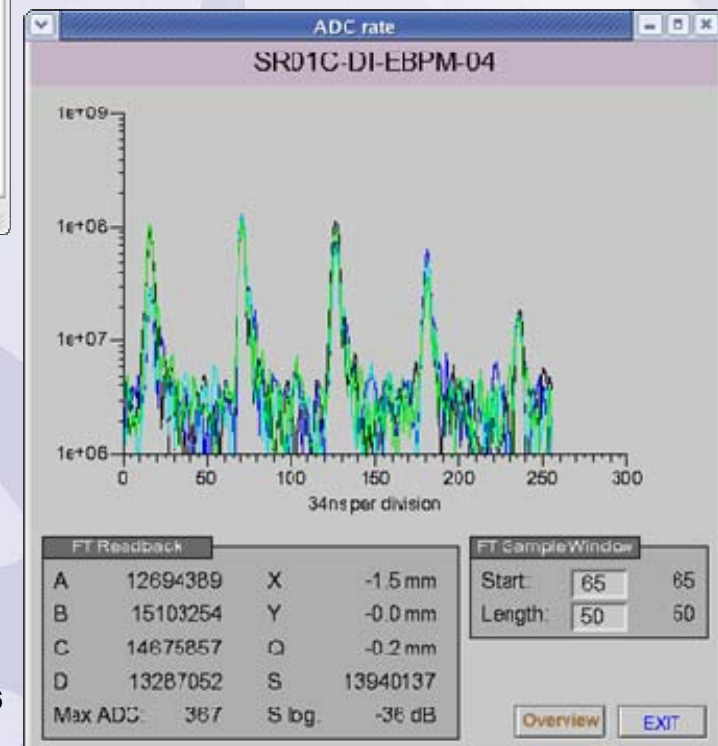 ADC rate
SR01C-DI-EBPM-04
1e+09
1e+08
1e+07
1e+06
0 50 100 150 200 250 300
34ns per division
FT Readback
A 12694389 X -1.5 mm
B 15103254 Y -0.0 mm
C 14675857 Q -0.2 mm
D 13287052 S 13940137
Max ADC: 367 S log. -36 dB
FT Sample Window
Start: 65 65
Length: 50 50
Overview EXIT